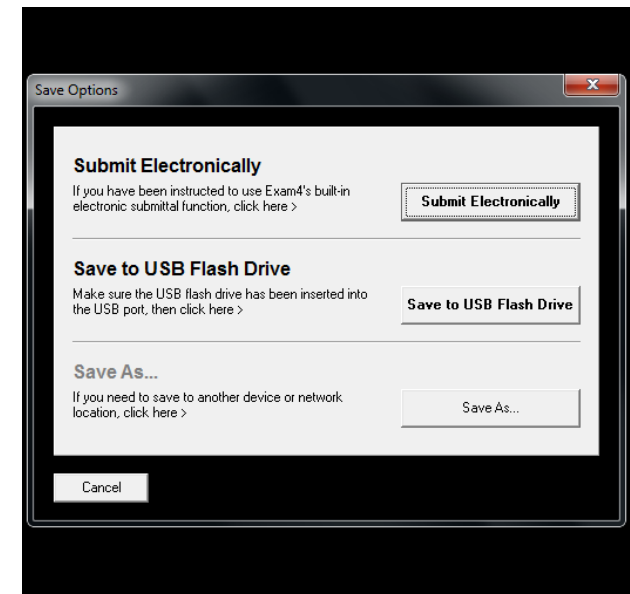 Save Options
Submit Electronically
If you have been instructed to use Exam4's built-in
electronic submittal function, click here >
Submit Electronically
Save to USB Flash Drive
Make sure the USB flash drive has been inserted into
the USB port, then click here >
Save to USB Flash Drive
Save As...
If you need to save to another device or network
location, click here >
Save As...
Cancel